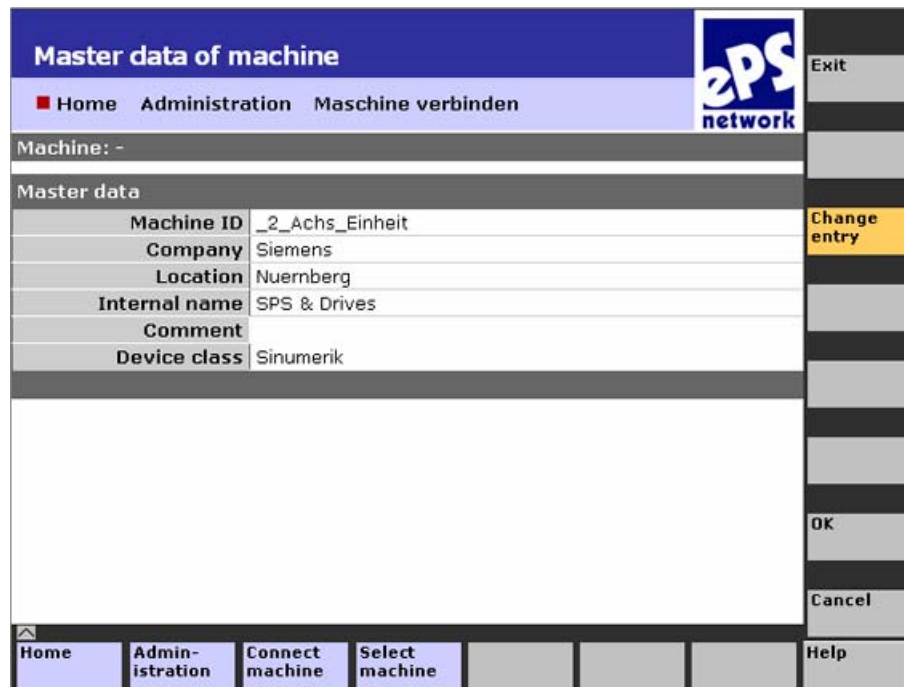 Master data of machine
ePS
network
Home Administration Maschine verbinden
Machine: -
Master data
Machine ID _2_Achs_Einheit
Company Siemens
Location Nuernberg
Internal name SPS & Drives
Comment
Device class Sinumerik
Exit
Change
entry
OK
Cancel
Home
Admin-
istration
Connect
machine
Select
machine
Help